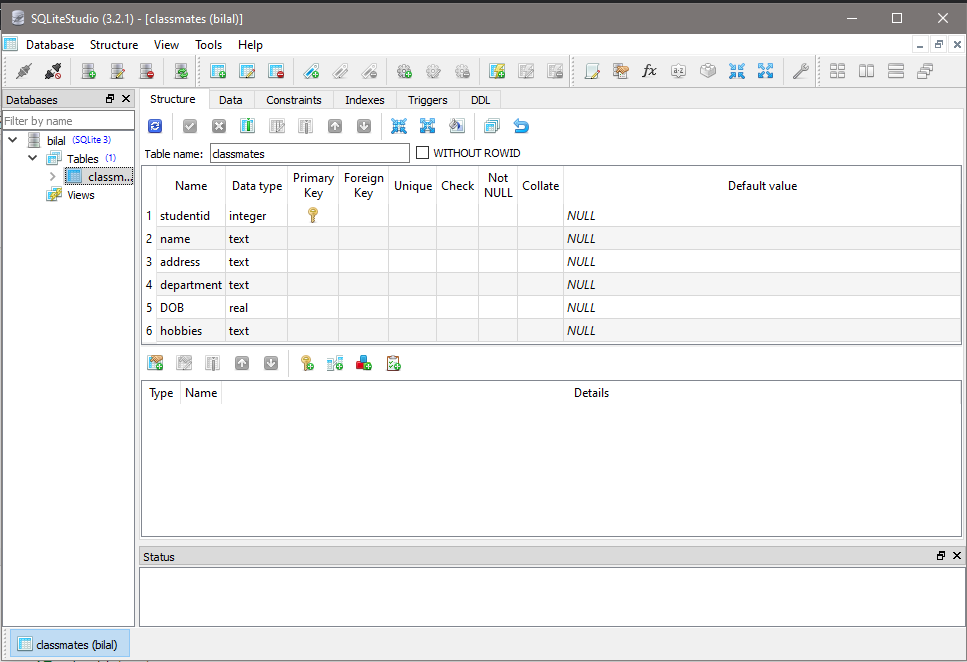 SQLiteStudio (3.2.1) - [classmates (bilal)]
Database Structure View Tools Help
fx a-z
Databases
Filter by name
bilal (SQLite 3)
Tables (1)
classm...
Views
Structure Data Constraints Indexes Triggers DDL
Table name: classmates WITHOUT ROWID
Name Data type Primary Key Foreign Key Unique Check Not NULL Collate Default value
1 studentid integer NULL
2 name text NULL
3 address text NULL
4 department text NULL
5 DOB real NULL
6 hobbies text NULL
Type Name Details
Status
classmates (bilal)